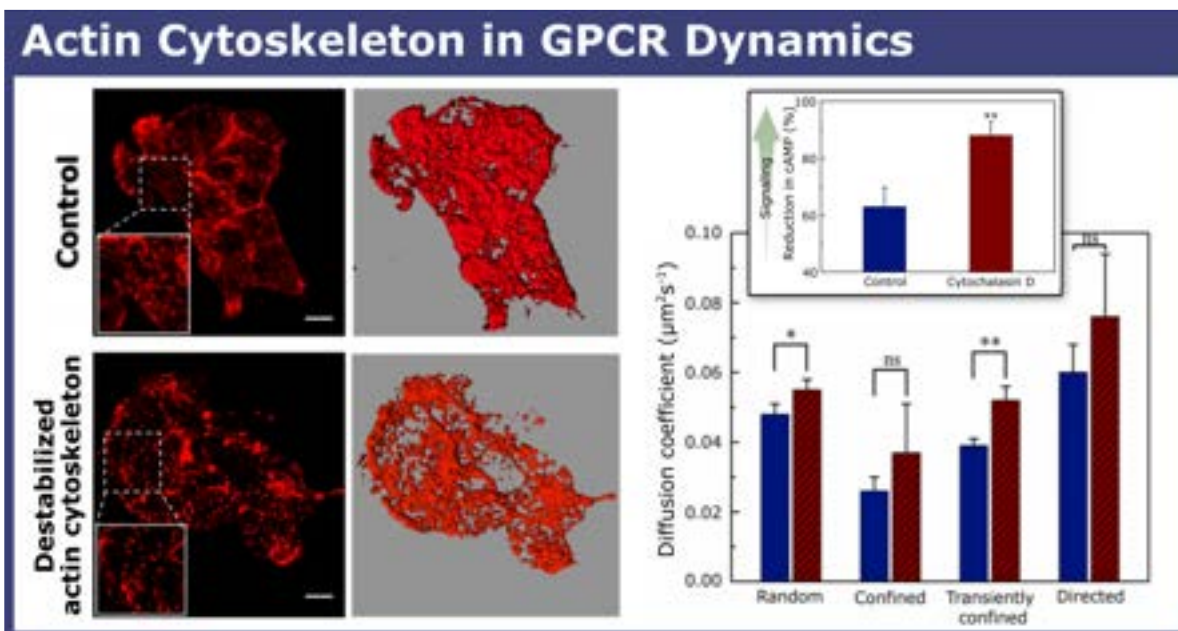 Actin Cytoskeleton in GPCR Dynamics
Control
Destabilized
actin cytoskeleton
Signaling
Reduction in cAMP (%)
100
80
60
40
**
Control
Cytochalasin D
Diffusion coefficient (µm²s⁻¹)
0.10
0.08
0.06
0.04
0.02
0.00
*
ns
**
ns
Random
Confined
Transiently
confined
Directed